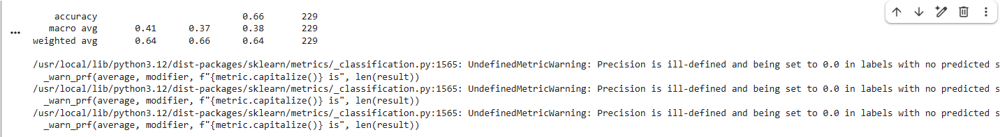 accuracy 0.66 229
macro avg 0.41 0.37 0.38 229
weighted avg 0.64 0.66 0.64 229
/usr/local/lib/python3.12/dist-packages/sklearn/metrics/_classification.py:1565: UndefinedMetricWarning: Precision is ill-defined and being set to 0.0 in labels with no predicted s
_warn_prf(average, modifier, f"{metric.capitalize()} is", len(result))
/usr/local/lib/python3.12/dist-packages/sklearn/metrics/_classification.py:1565: UndefinedMetricWarning: Precision is ill-defined and being set to 0.0 in labels with no predicted s
_warn_prf(average, modifier, f"{metric.capitalize()} is", len(result))
/usr/local/lib/python3.12/dist-packages/sklearn/metrics/_classification.py:1565: UndefinedMetricWarning: Precision is ill-defined and being set to 0.0 in labels with no predicted s
_warn_prf(average, modifier, f"{metric.capitalize()} is", len(result))